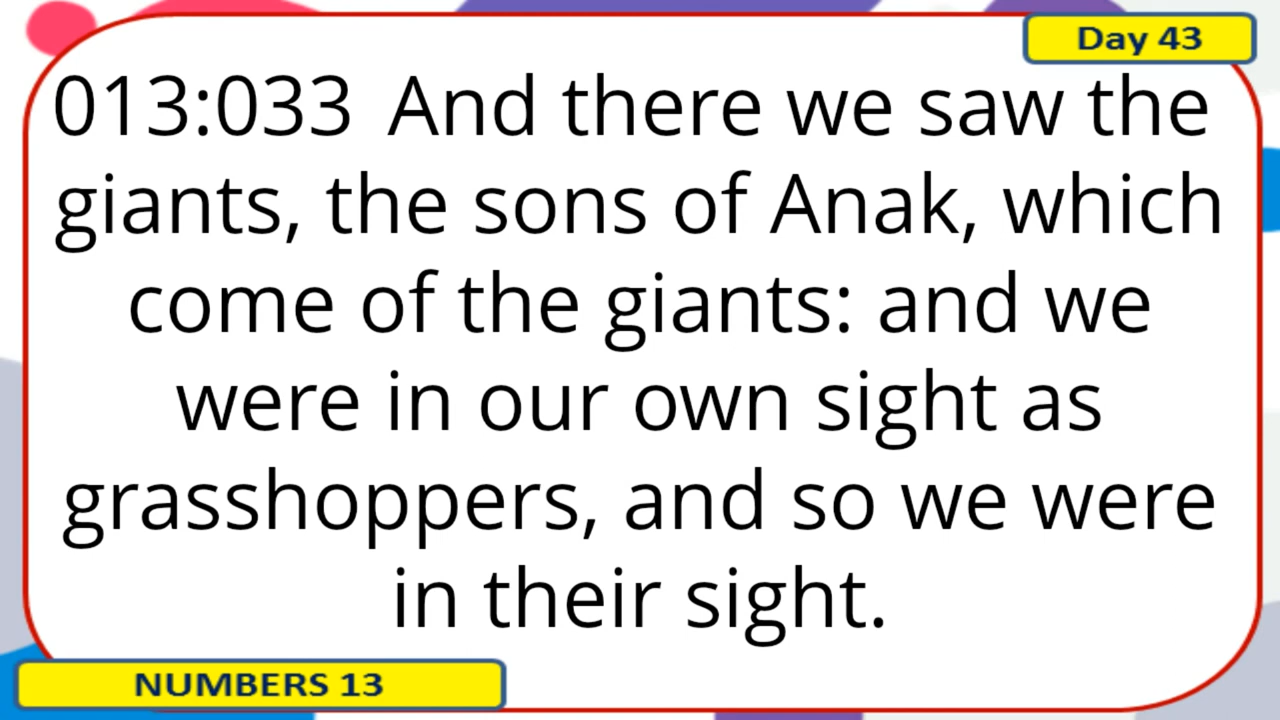 Day 43
013:033 And there we saw the
giants, the sons of Anak, which
come of the giants: and we
were in our own sight as
grasshoppers, and so we were
in their sight.
NUMBERS 13